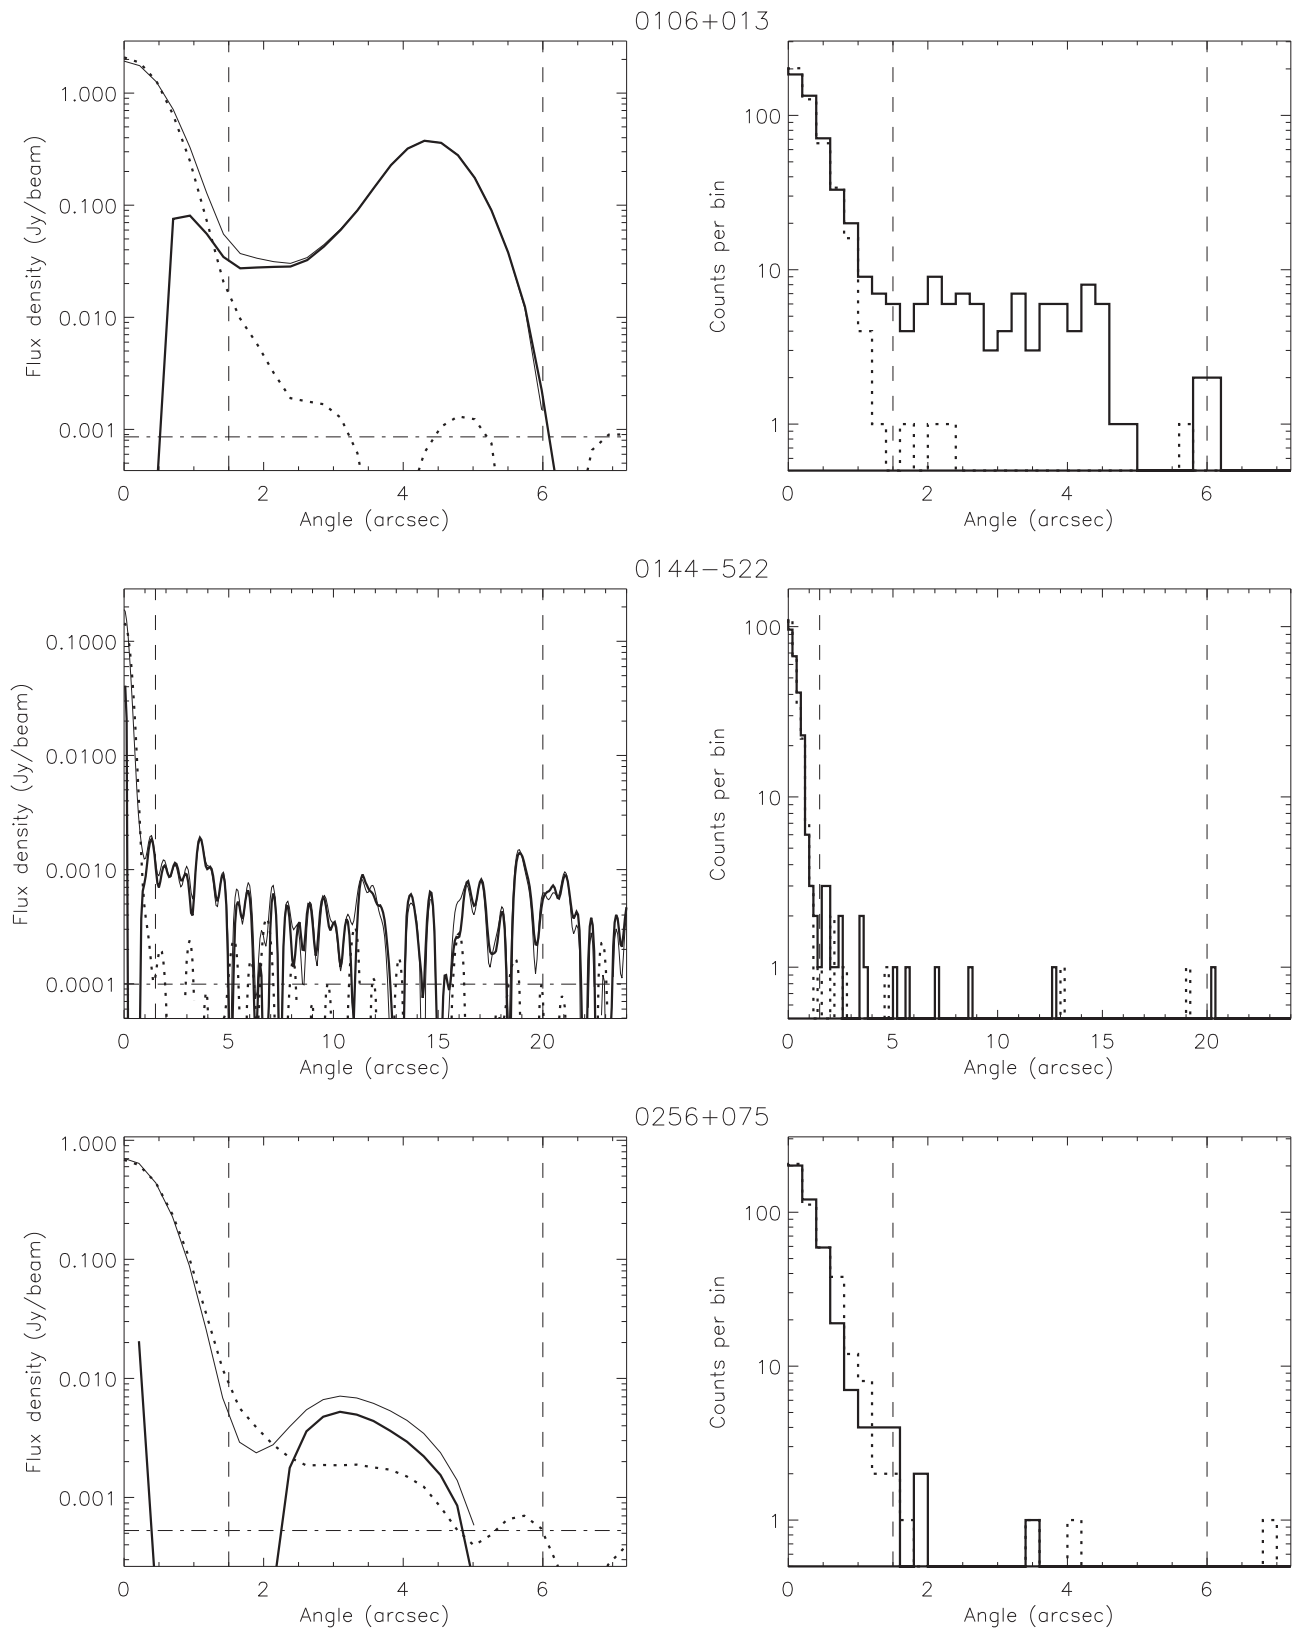 0106+013
Flux density (Jy/beam)
1.000
0.100
0.010
0.001
0 2 4 6
Angle (arcsec)
Counts per bin
100
10
1
0 2 4 6
Angle (arcsec)
0144−522
Flux density (Jy/beam)
0.1000
0.0100
0.0010
0.0001
0 5 10 15 20
Angle (arcsec)
Counts per bin
100
10
1
0 5 10 15 20
Angle (arcsec)
0256+075
Flux density (Jy/beam)
1.000
0.100
0.010
0.001
0 2 4 6
Angle (arcsec)
Counts per bin
100
10
1
0 2 4 6
Angle (arcsec)